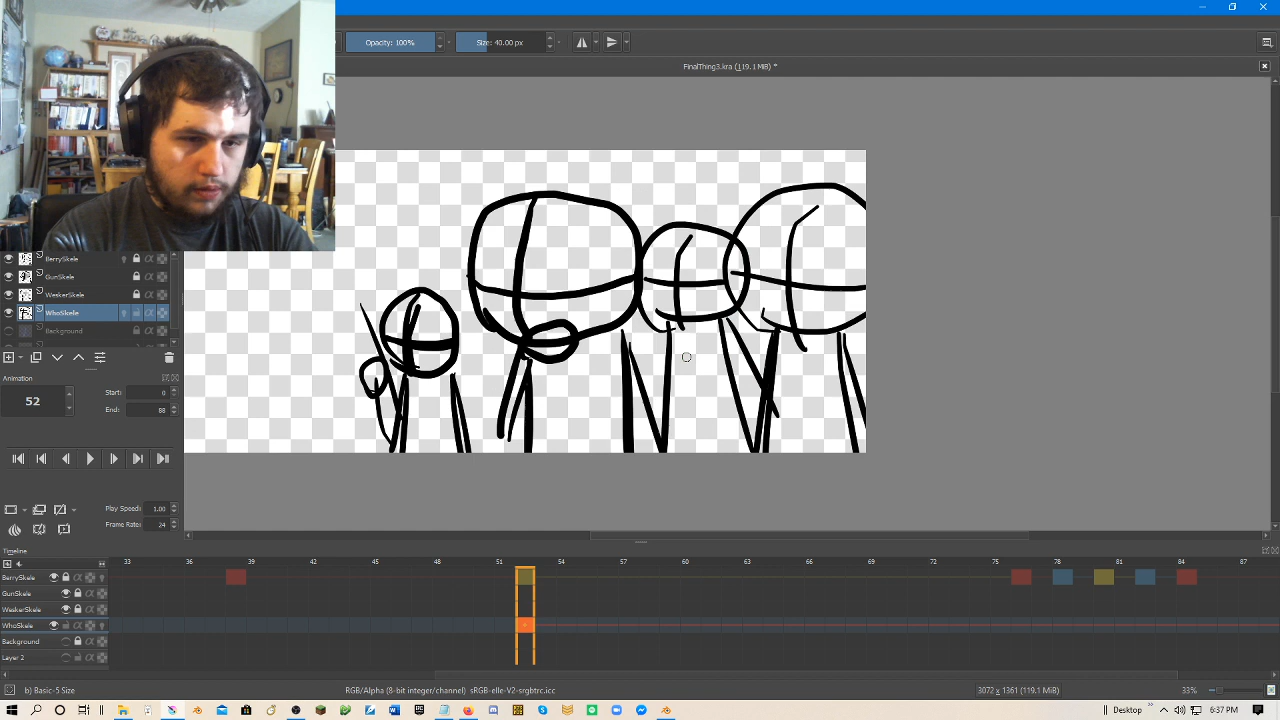 Opacity: 100%
Size: 40.00 px
FinalThing3.kra (119.1 MiB) *
BerrySkele
GunSkele
WeskerSkele
WhoSkele
Background
Animation
52
Start: 0
End: 88
Play Speed: 1.00
Frame Rate: 24
Timeline
33 36 39 42 45 48 51 54 57 60 63 66 69 72 75 78 81 84 87
BerrySkele
GunSkele
WeaskerSkele
WhoSkele
Background
Layer 2
b) Basic-5 Size
RGB/Alpha (8-bit integer/channel) sRGB-elle-V2-srgbtrc.icc
3072 x 1361 (119.1 MiB)
33%
Desktop
6:37 PM